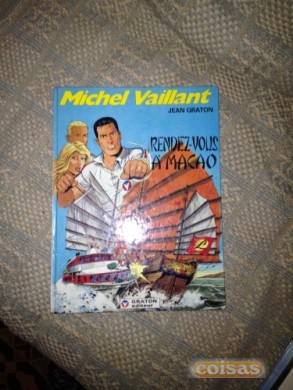 Michel Vaillant
JEAN GRATON
RENDEZ-VOUS
À MACAO
GRATON
éditeur
coisas